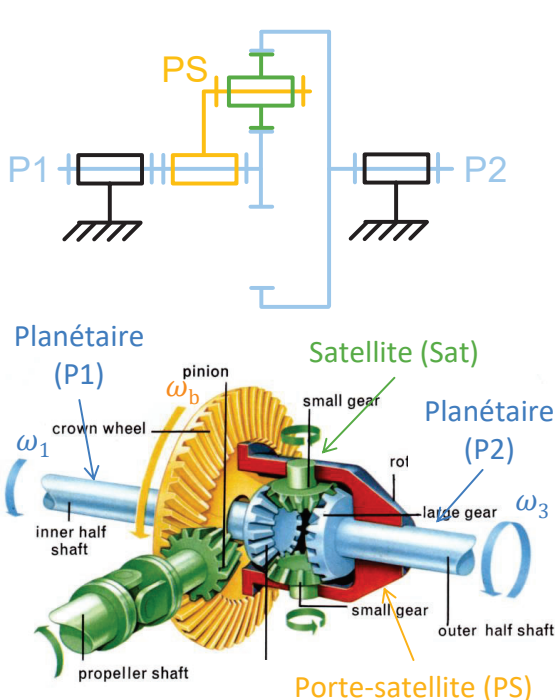 PS
P1
P2
Planétaire
(P1)
Satellite (Sat)
pinion
ω_b
small gear
Planétaire
(P2)
crown wheel
ω_1
rot
ω_3
large gear
inner half
shaft
small gear
outer half shaft
propeller shaft
Porte-satellite (PS)